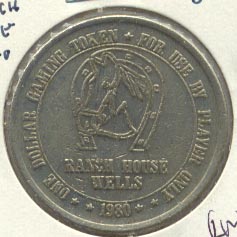 ONE DOLLAR GAMING TOKEN * FOR USE BY PLAYER ONLY
RANCH HOUSE
WELLS
* 1980 *